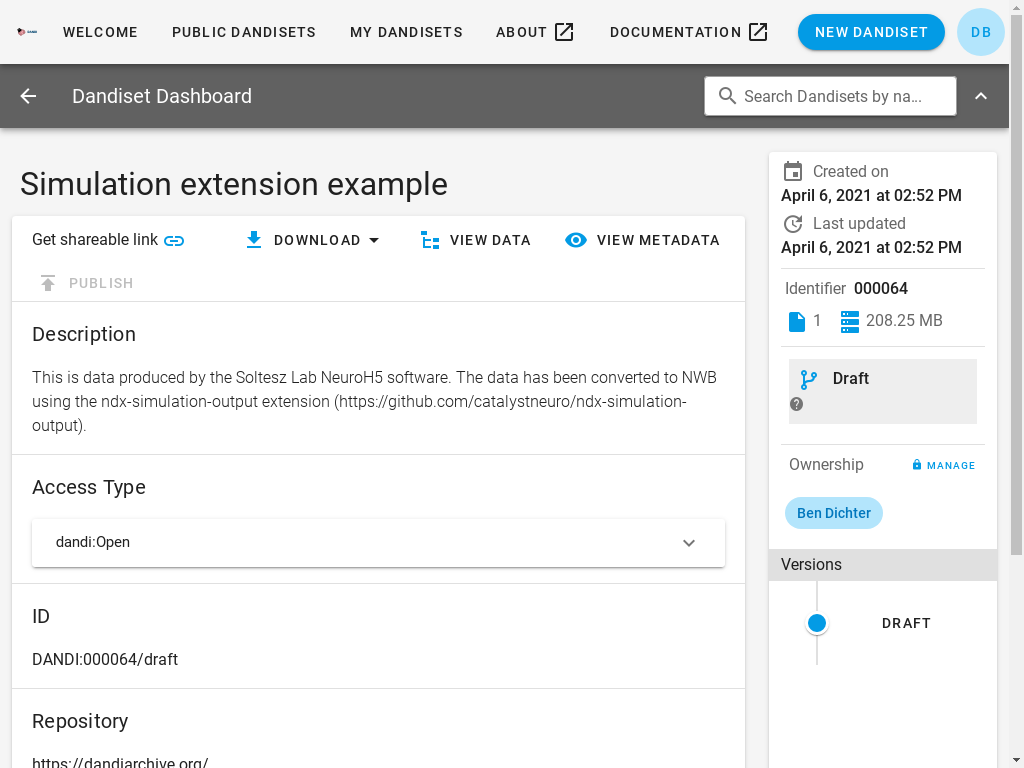 WELCOME PUBLIC DANDISETS MY DANDISETS ABOUT DOCUMENTATION NEW DANDISET DB
Dandiset Dashboard Search Dandisets by na...
Simulation extension example
Get shareable link DOWNLOAD VIEW DATA VIEW METADATA
PUBLISH
Description
This is data produced by the Soltesz Lab NeuroH5 software. The data has been converted to NWB
using the ndx-simulation-output extension (https://github.com/catalystneuro/ndx-simulation-
output).
Access Type
dandi:Open
ID
DANDI:000064/draft
Repository
https://dandiarchive.org/
Created on
April 6, 2021 at 02:52 PM
Last updated
April 6, 2021 at 02:52 PM
Identifier 000064
1 208.25 MB
Draft
Ownership MANAGE
Ben Dichter
Versions
DRAFT